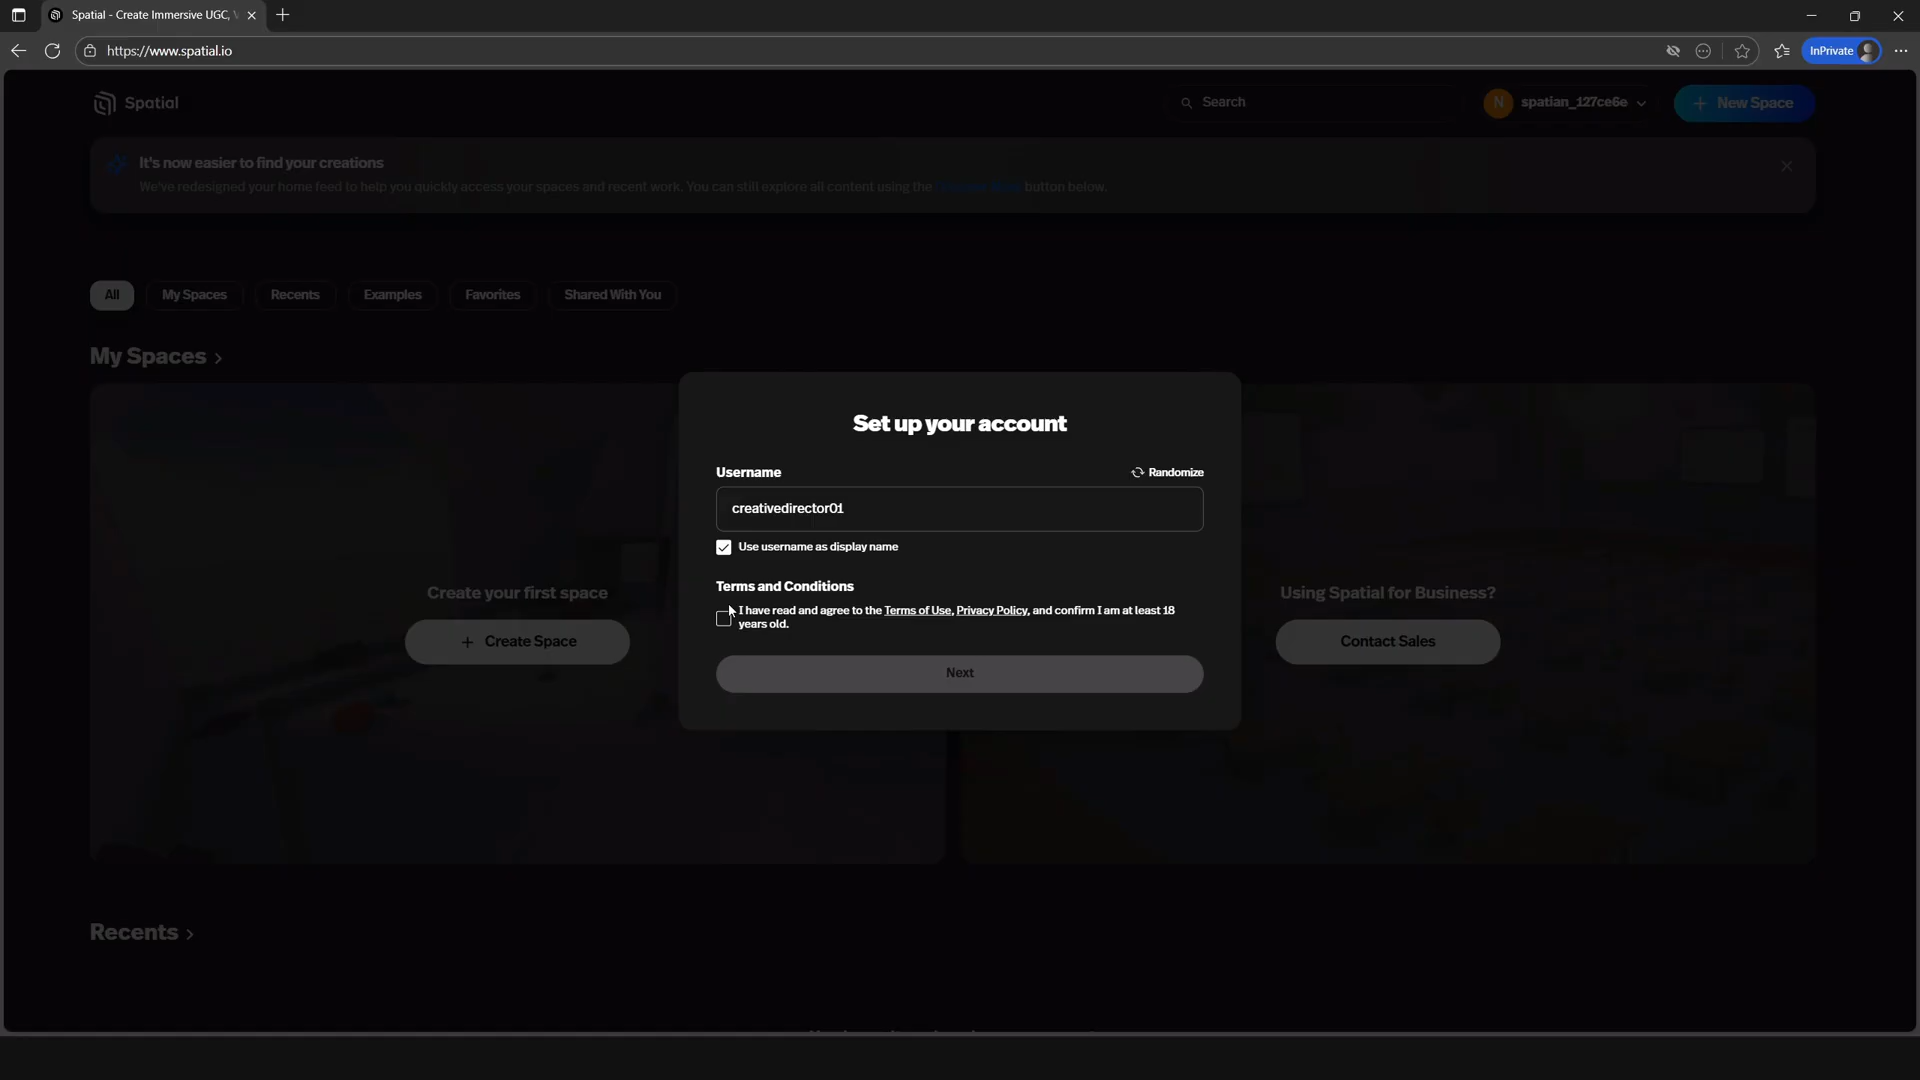 Spatial - Create Immersive UGC,
https://www.spatial.io
InPrivate
Spatial
Search
N
spatian_127ce6e
New Space
It's now easier to find your creations
We've redesigned your home feed to help you quickly access your spaces and recent work. You can still explore all content using the button below.
All
My Spaces
Recents
Examples
Favorites
Shared With You
My Spaces
Set up your account
Username
Randomize
creativedirector01
Use username as display name
Terms and Conditions
I have read and agree to the Terms of Use, Privacy Policy, and confirm I am at least 18
years old.
Next
Create your first space
Create Space
Using Spatial for Business?
Contact Sales
Recents